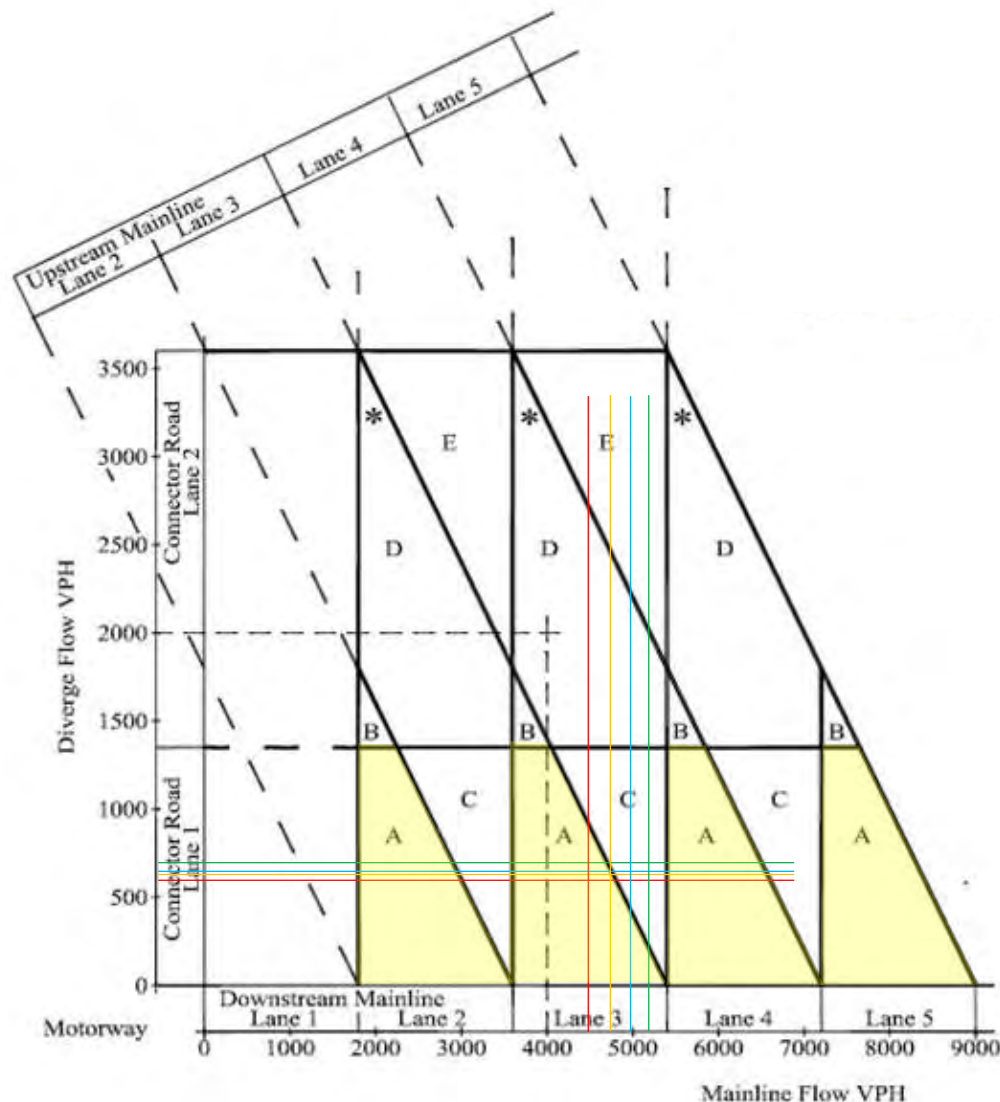 Upstream Mainline
Lane 2
Lane 3
Lane 4
Lane 5
Diverge Flow VPH
Connector Road
Lane 2
Connector Road
Lane 1
3500
3000
2500
2000
1500
1000
500
0
*
*
*
E
E
D
D
D
B
B
B
B
C
C
C
A
A
A
A
Downstream Mainline
Motorway
Lane 1
Lane 2
Lane 3
Lane 4
Lane 5
0
1000
2000
3000
4000
5000
6000
7000
8000
9000
Mainline Flow VPH